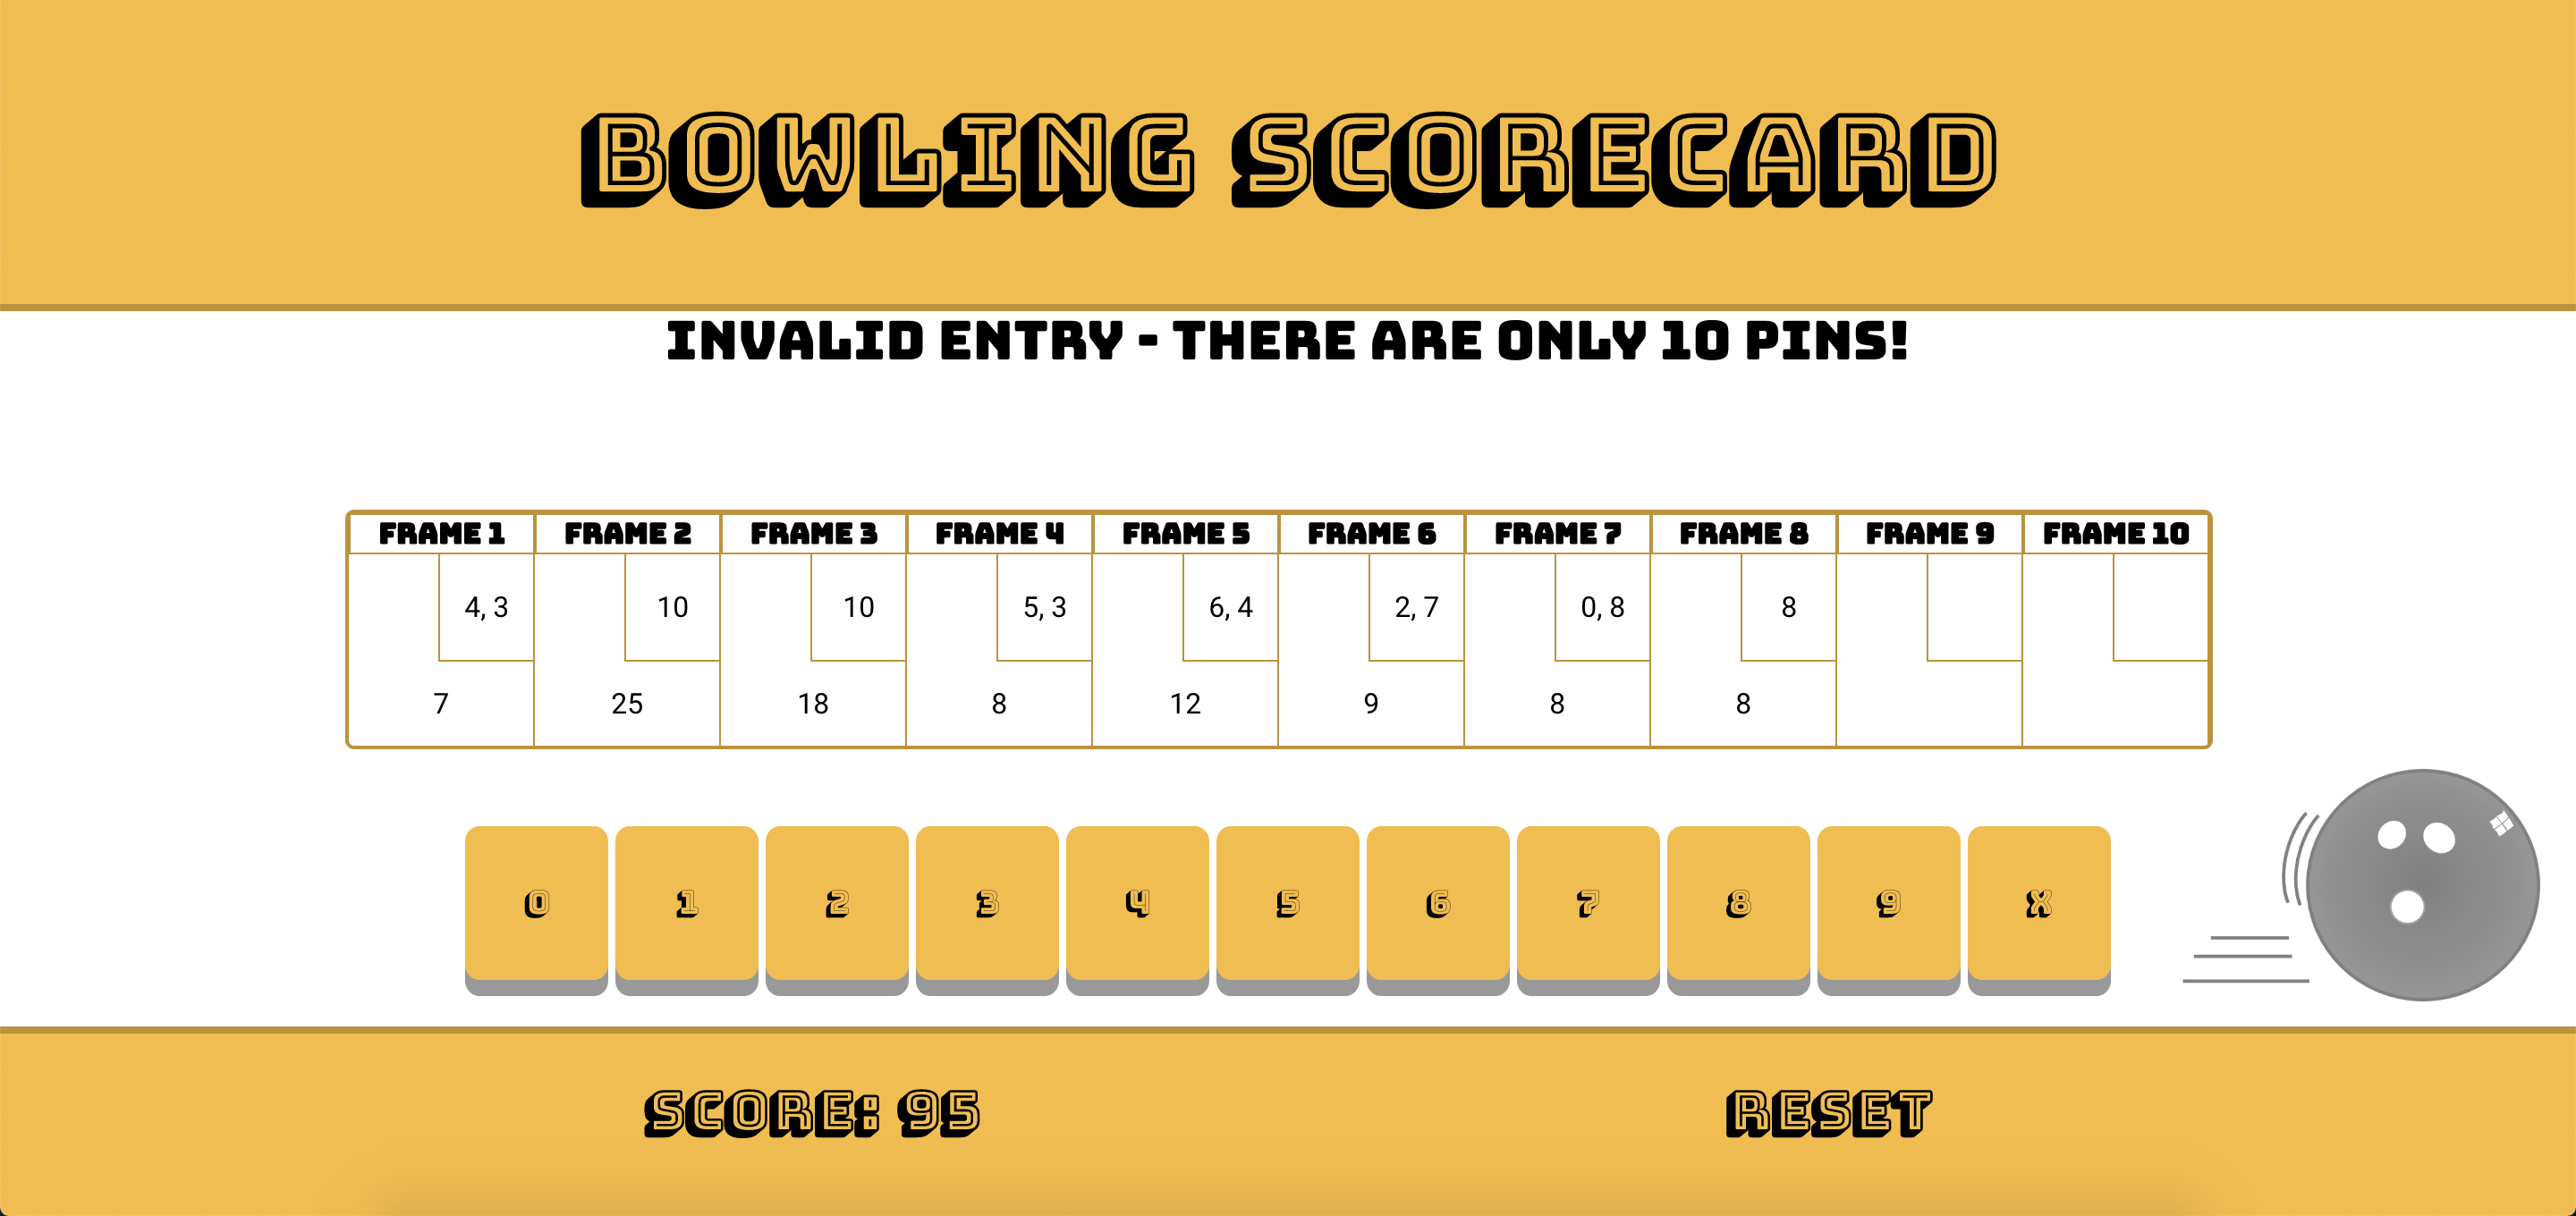 BOWLING SCORECARD
INVALID ENTRY - THERE ARE ONLY 10 PINS!
FRAME 1 FRAME 2 FRAME 3 FRAME 4 FRAME 5 FRAME 6 FRAME 7 FRAME 8 FRAME 9 FRAME 10
4, 3 10 10 5, 3 6, 4 2, 7 0, 8 8
7 25 18 8 12 9 8 8
0 1 2 3 4 5 6 7 8 9 X
SCORE: 95 RESET